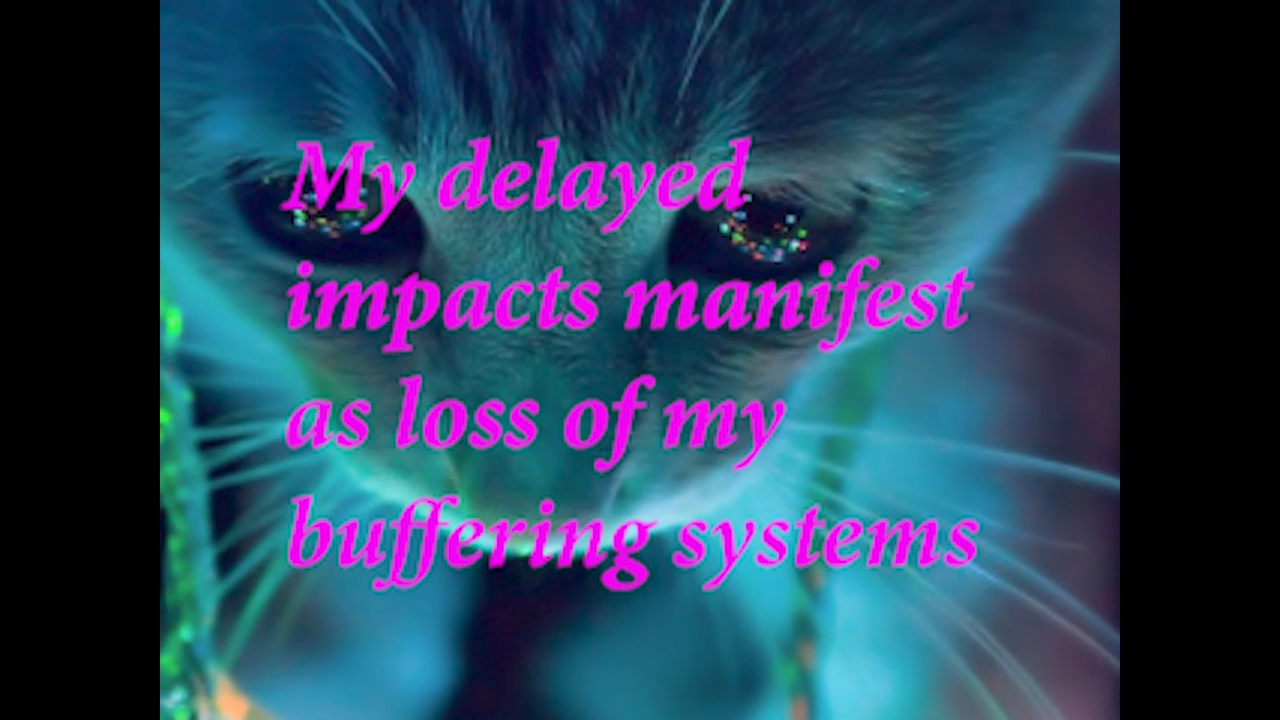 My delayed
impacts manifest
as loss of my
buffering systems